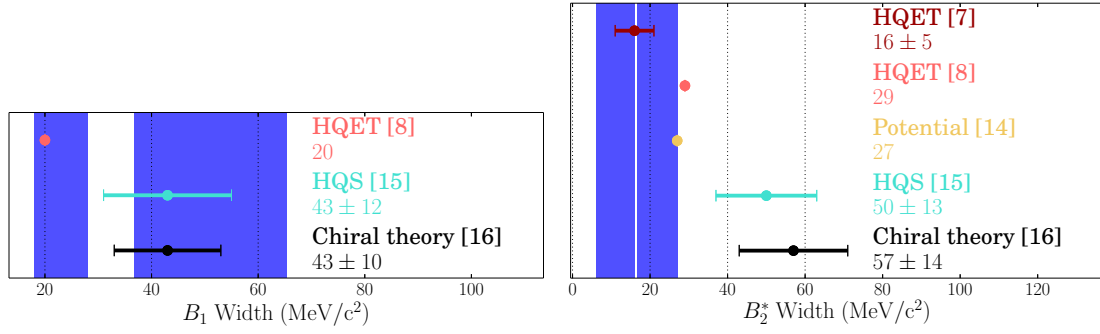 HQET [8]
20
HQS [15]
43 ± 12
Chiral theory [16]
43 ± 10
20 40 60 80 100
B₁ Width (MeV/c²)
HQET [7]
16 ± 5
HQET [8]
29
Potential [14]
27
HQS [15]
50 ± 13
Chiral theory [16]
57 ± 14
0 20 40 60 80 100 120
B₂* Width (MeV/c²)